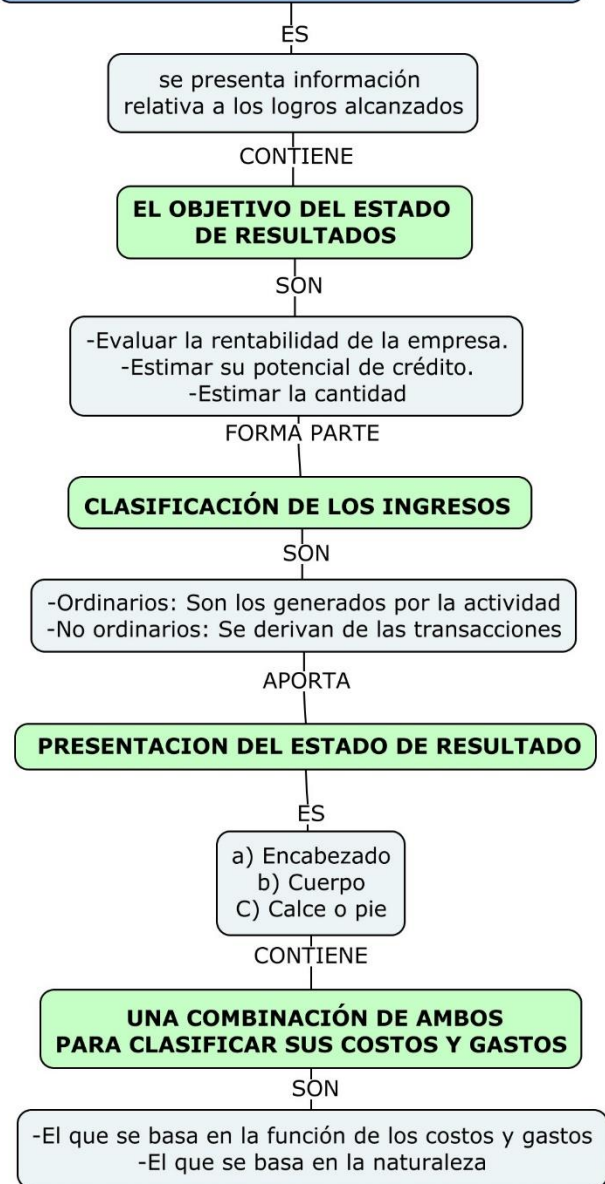 ES
se presenta información
relativa a los logros alcanzados
CONTIENE
EL OBJETIVO DEL ESTADO
DE RESULTADOS
SON
-Evaluar la rentabilidad de la empresa.
-Estimar su potencial de crédito.
-Estimar la cantidad
FORMA PARTE
CLASIFICACIÓN DE LOS INGRESOS
SON
-Ordinarios: Son los generados por la actividad
-No ordinarios: Se derivan de las transacciones
APORTA
PRESENTACION DEL ESTADO DE RESULTADO
ES
a) Encabezado
b) Cuerpo
C) Calce o pie
CONTIENE
UNA COMBINACIÓN DE AMBOS
PARA CLASIFICAR SUS COSTOS Y GASTOS
SON
-El que se basa en la función de los costos y gastos
-El que se basa en la naturaleza